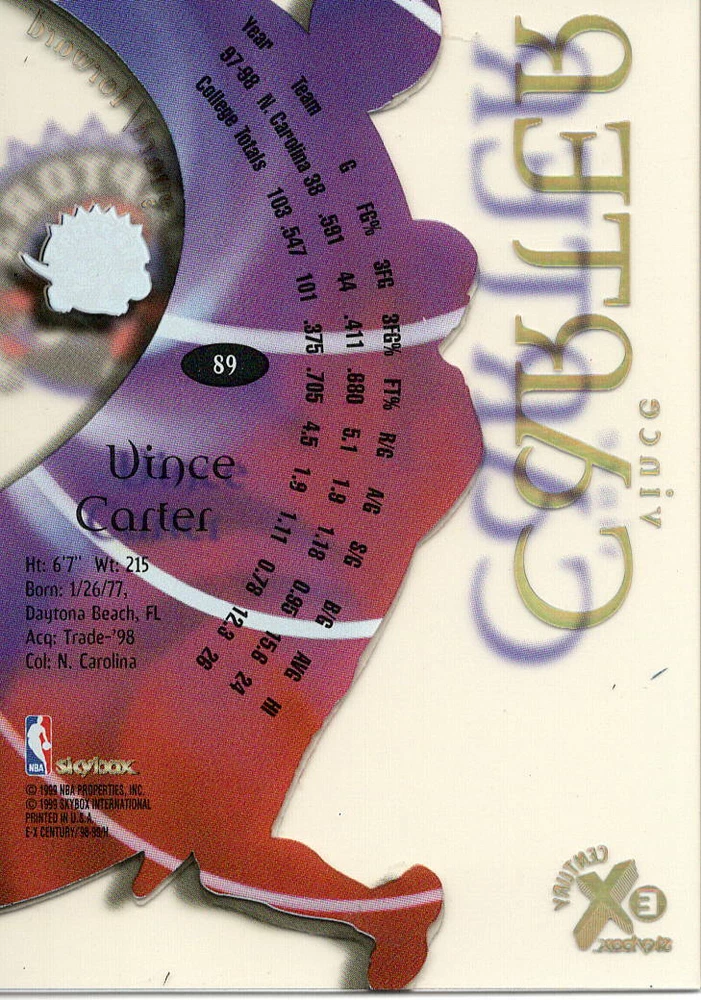 Year Team G FG% 3FG 3FG% FT% R/G A/G S/G B/G AVG HI
97-98 N. Carolina 38 .591 44 .411 .680 5.1 1.9 1.18 0.95 15.6 24
College Totals 103 .547 101 .375 .705 4.5 1.9 1.11 0.78 12.3 26
CARTER
vince
89
Vince
Carter
Ht: 6'7" Wt: 215
Born: 1/26/77,
Daytona Beach, FL
Acq: Trade-'98
Col: N. Carolina
NBA
skybox
© 1999 NBA PROPERTIES, INC.
© 1999 SKYBOX INTERNATIONAL
PRINTED IN U.S.A.
E-X CENTURY/'98-99/H
CENTURY
E X
skybox